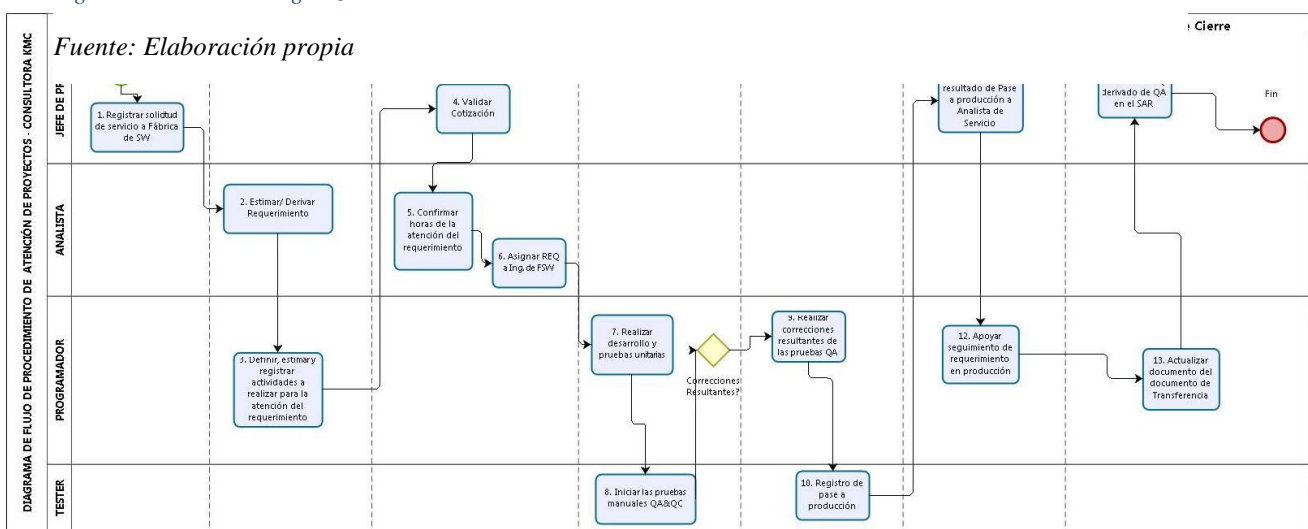 Cierre
Fuente: Elaboración propia
DIAGRAMA DE FLUJO DE PROCEDIMIENTO DE ATENCIÓN DE PROYECTOS - CONSULTORA KMC
JEFE DE
1. Registrar solicitud
de servicio a Fábrica
de SW
4. Validar
Cotización
resultado de Pase
a producción a
Analista de
Servicio
derivado de QA
en el SAR
Fin
ANALISTA
2. Estimar/ Derivar
Requerimiento
5. Confirmar
horas de la
atención del
requerimiento
6. Asignar REQ
a Ing. de FSW
PROGRAMADOR
3. Definir, estimar y
registrar
actividades a
realizar para la
atención del
requerimiento
7. Realizar
desarrollo y
pruebas unitarias
Correcciones
Resultantes?
9. Realizar
correcciones
resultantes de
las pruebas QA
12. Apoyar
seguimiento de
requerimiento
en producción
13. Actualizar
documento del
documento de
Transferencia
TESTER
8. Iniciar las pruebas
manuales QA&QC
10. Registro de
pase a
producción